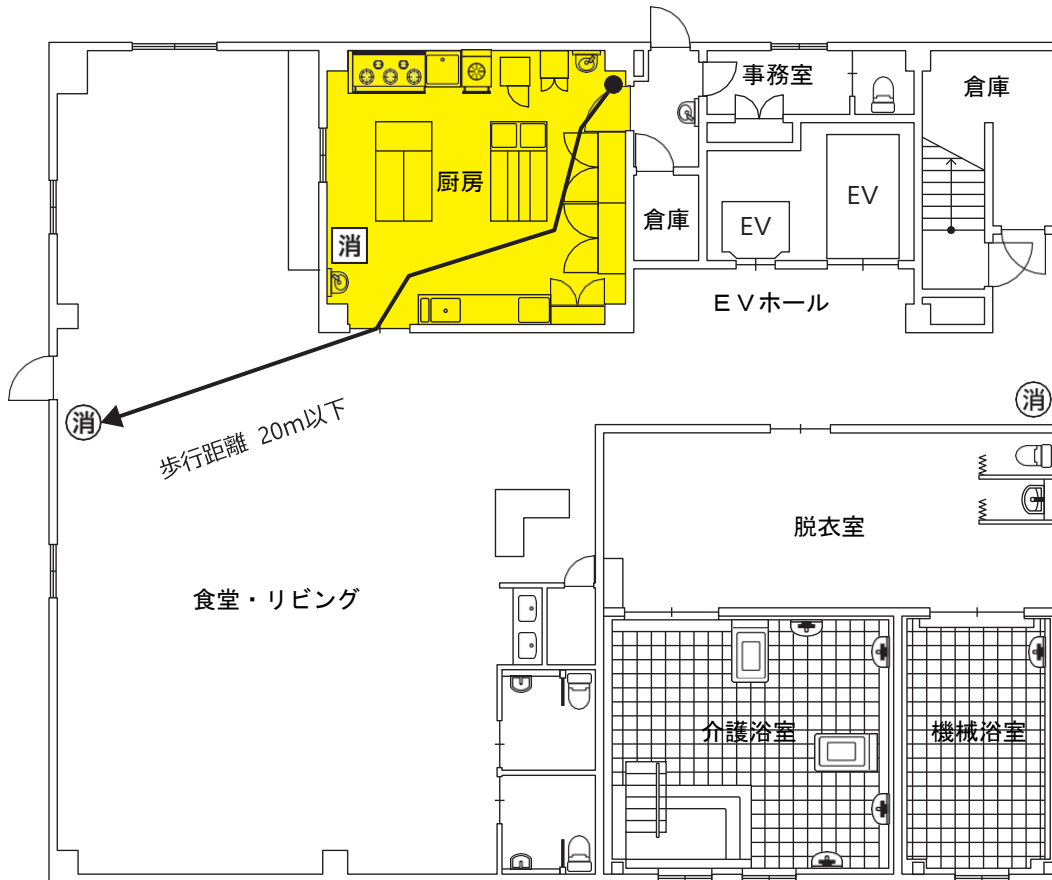 事務室
倉庫
厨房
消
倉庫
EV
EV
EVホール
消
歩行距離 20m以下
消
脱衣室
食堂・リビング
介護浴室
機械浴室